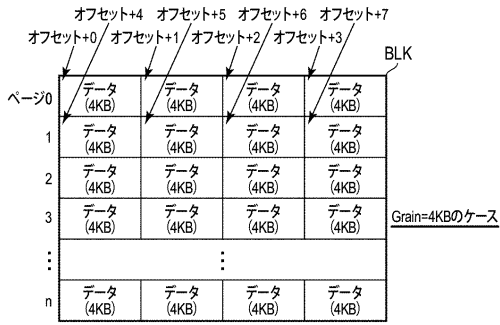 オフセット+4 オフセット+5 オフセット+6 オフセット+7
オフセット+0 オフセット+1 オフセット+2 オフセット+3
BLK
ページ0 データ データ データ データ
(4KB) (4KB) (4KB) (4KB)
1 データ データ データ データ
(4KB) (4KB) (4KB) (4KB)
2 データ データ データ データ
(4KB) (4KB) (4KB) (4KB)
3 データ データ データ データ
(4KB) (4KB) (4KB) (4KB)
Grain=4KBのケース
⋮ ⋮
n データ データ データ データ
(4KB) (4KB) (4KB) (4KB)